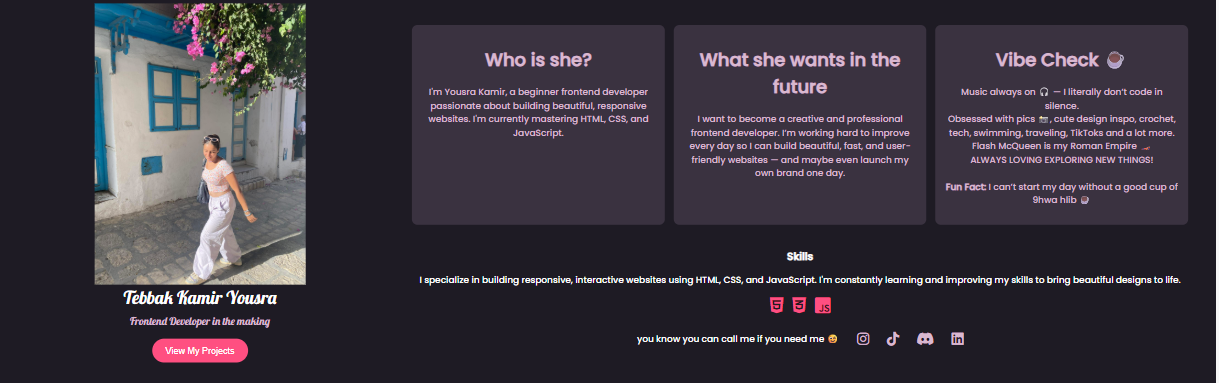 Tebbak Kamir Yousra
Frontend Developer in the making
View My Projects
Who is she?
I'm Yousra Kamir, a beginner frontend developer
passionate about building beautiful, responsive
websites. I'm currently mastering HTML, CSS, and
JavaScript.
What she wants in the
future
I want to become a creative and professional
frontend developer. I'm working hard to improve
every day so I can build beautiful, fast, and user-
friendly websites — and maybe even launch my
own brand one day.
Vibe Check ☕
Music always on 🎧 — I literally don't code in
silence.
Obsessed with pics 📸, cute design inspo, crochet,
tech, swimming, traveling, TikToks and a lot more.
Flash McQueen is my Roman Empire 🏎️
ALWAYS LOVING EXPLORING NEW THINGS!
Fun Fact: I can't start my day without a good cup of
9hwa hlib ☕
Skills
I specialize in building responsive, interactive websites using HTML, CSS, and JavaScript. I'm constantly learning and improving my skills to bring beautiful designs to life.
5 3 JS
you know you can call me if you need me 😝
in